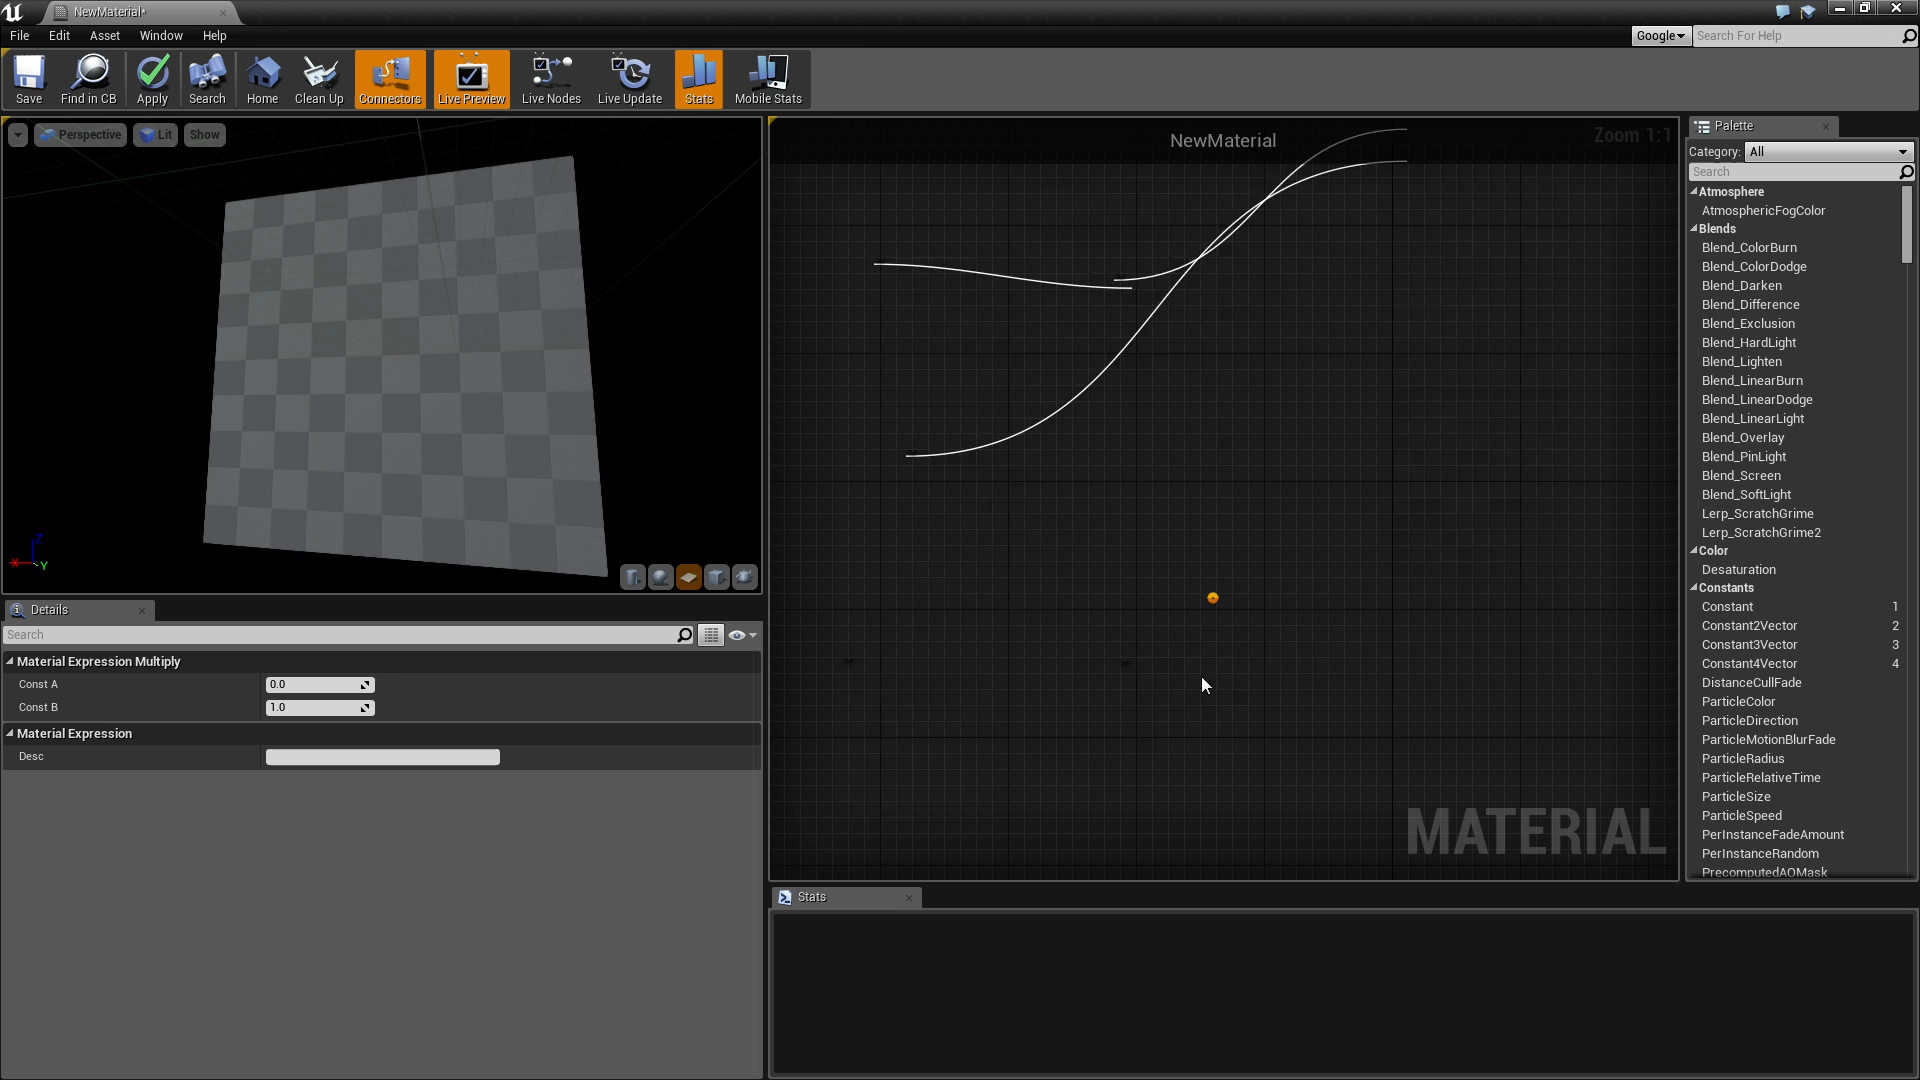 NewMaterial*
File Edit Asset Window Help
Google Search For Help
Save Find in CB Apply Search Home Clean Up Connectors Live Preview Live Nodes Live Update Stats Mobile Stats
Perspective Lit Show
NewMaterial
Zoom 1:1
MATERIAL
Z
X
Y
Details
Search
Material Expression Multiply
Const A 0.0
Const B 1.0
Material Expression
Desc
Stats
Palette
Category: All
Search
Atmosphere
AtmosphericFogColor
Blends
Blend_ColorBurn
Blend_ColorDodge
Blend_Darken
Blend_Difference
Blend_Exclusion
Blend_HardLight
Blend_Lighten
Blend_LinearBurn
Blend_LinearDodge
Blend_LinearLight
Blend_Overlay
Blend_PinLight
Blend_Screen
Blend_SoftLight
Lerp_ScratchGrime
Lerp_ScratchGrime2
Color
Desaturation
Constants
Constant 1
Constant2Vector 2
Constant3Vector 3
Constant4Vector 4
DistanceCullFade
ParticleColor
ParticleDirection
ParticleMotionBlurFade
ParticleRadius
ParticleRelativeTime
ParticleSize
ParticleSpeed
PerInstanceFadeAmount
PerInstanceRandom
PrecomputedAOMask